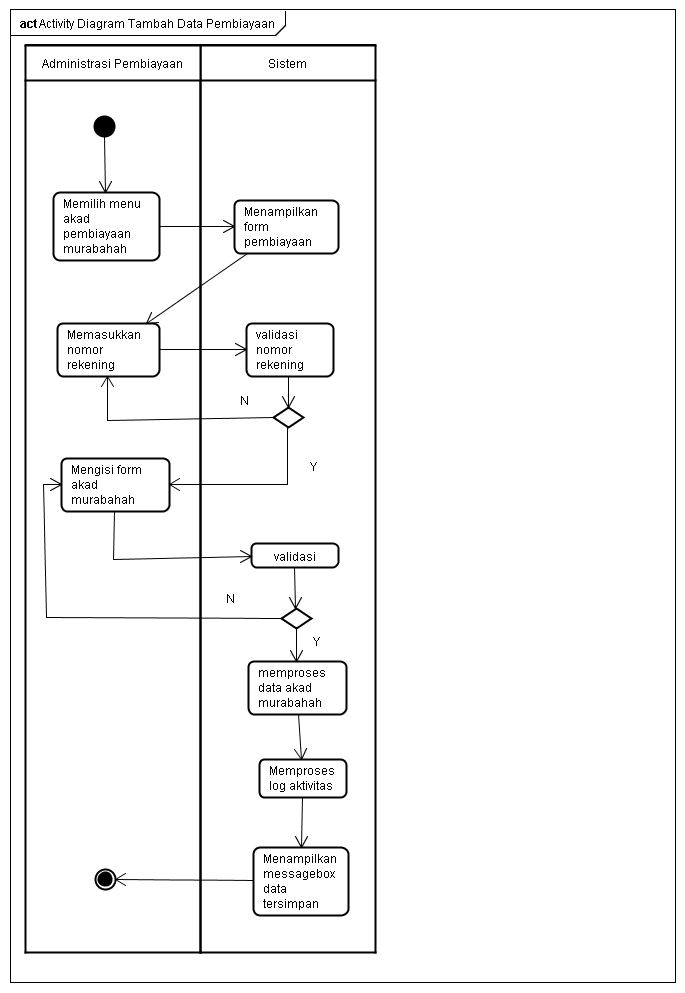 act Activity Diagram Tambah Data Pembiayaan
Administrasi Pembiayaan
Sistem
Memilih menu
akad
pembiayaan
murabahah
Menampilkan
form
pembiayaan
Memasukkan
nomor
rekening
validasi
nomor
rekening
N
Y
Mengisi form
akad
murabahah
validasi
N
Y
memproses
data akad
murabahah
Memproses
log aktivitas
Menampilkan
messagebox
data
tersimpan